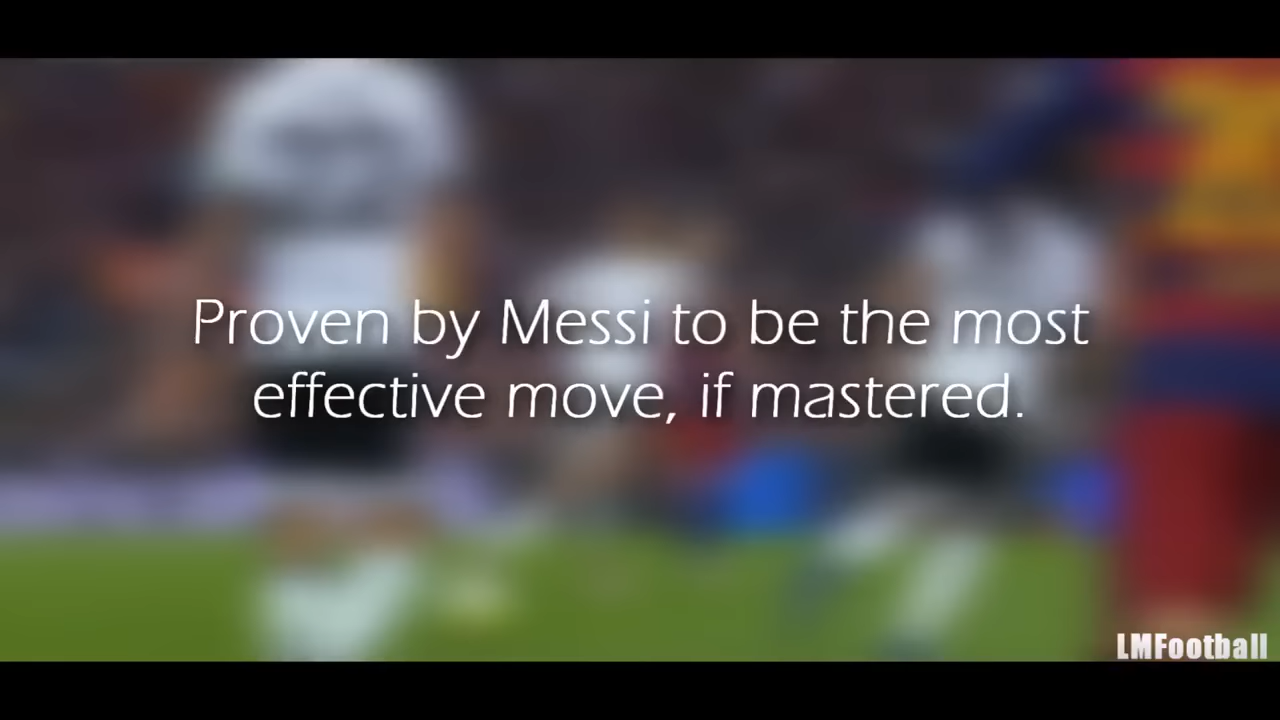 Proven by Messi to be the most
effective move, if mastered.
LMFootball